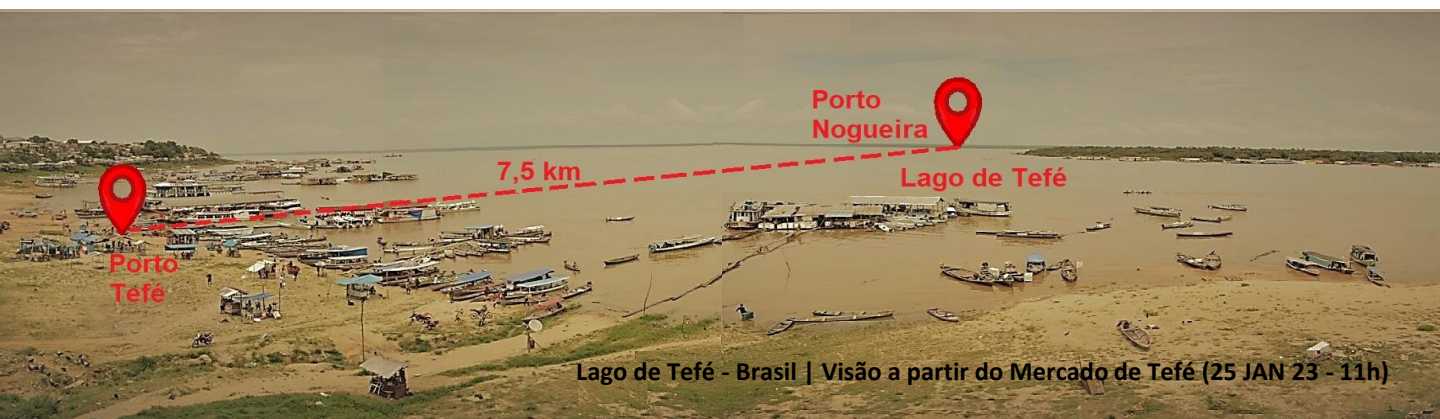 Porto
Nogueira
7,5 km
Lago de Tefé
Porto
Tefé
Lago de Tefé - Brasil | Visão a partir do Mercado de Tefé (25 JAN 23 - 11h)